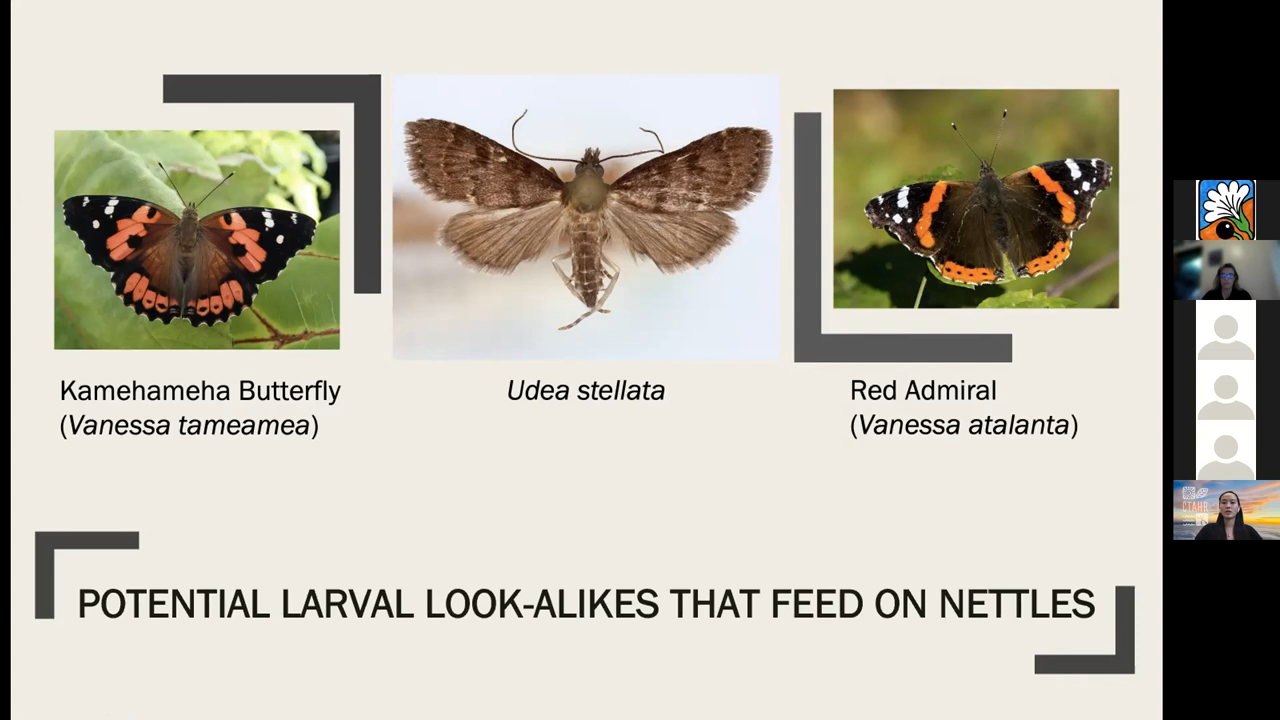 Kamehameha Butterfly
(Vanessa tameamea)
Udea stellata
Red Admiral
(Vanessa atalanta)
POTENTIAL LARVAL LOOK-ALIKES THAT FEED ON NETTLES